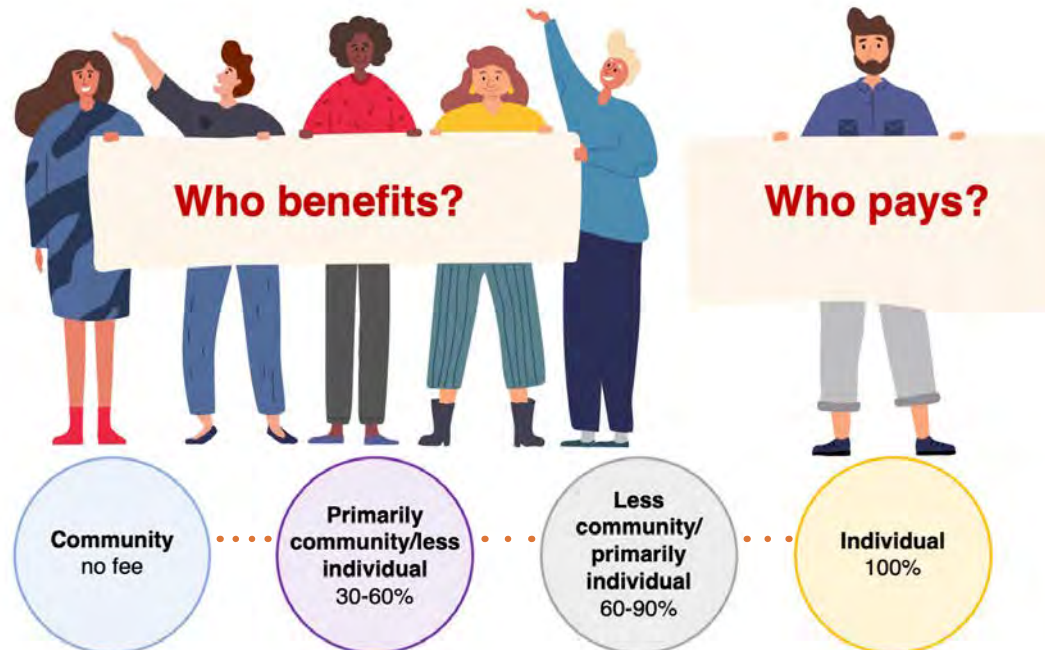 Who benefits?
Who pays?
Community
no fee
Primarily
community/less
individual
30-60%
Less
community/
primarily
individual
60-90%
Individual
100%